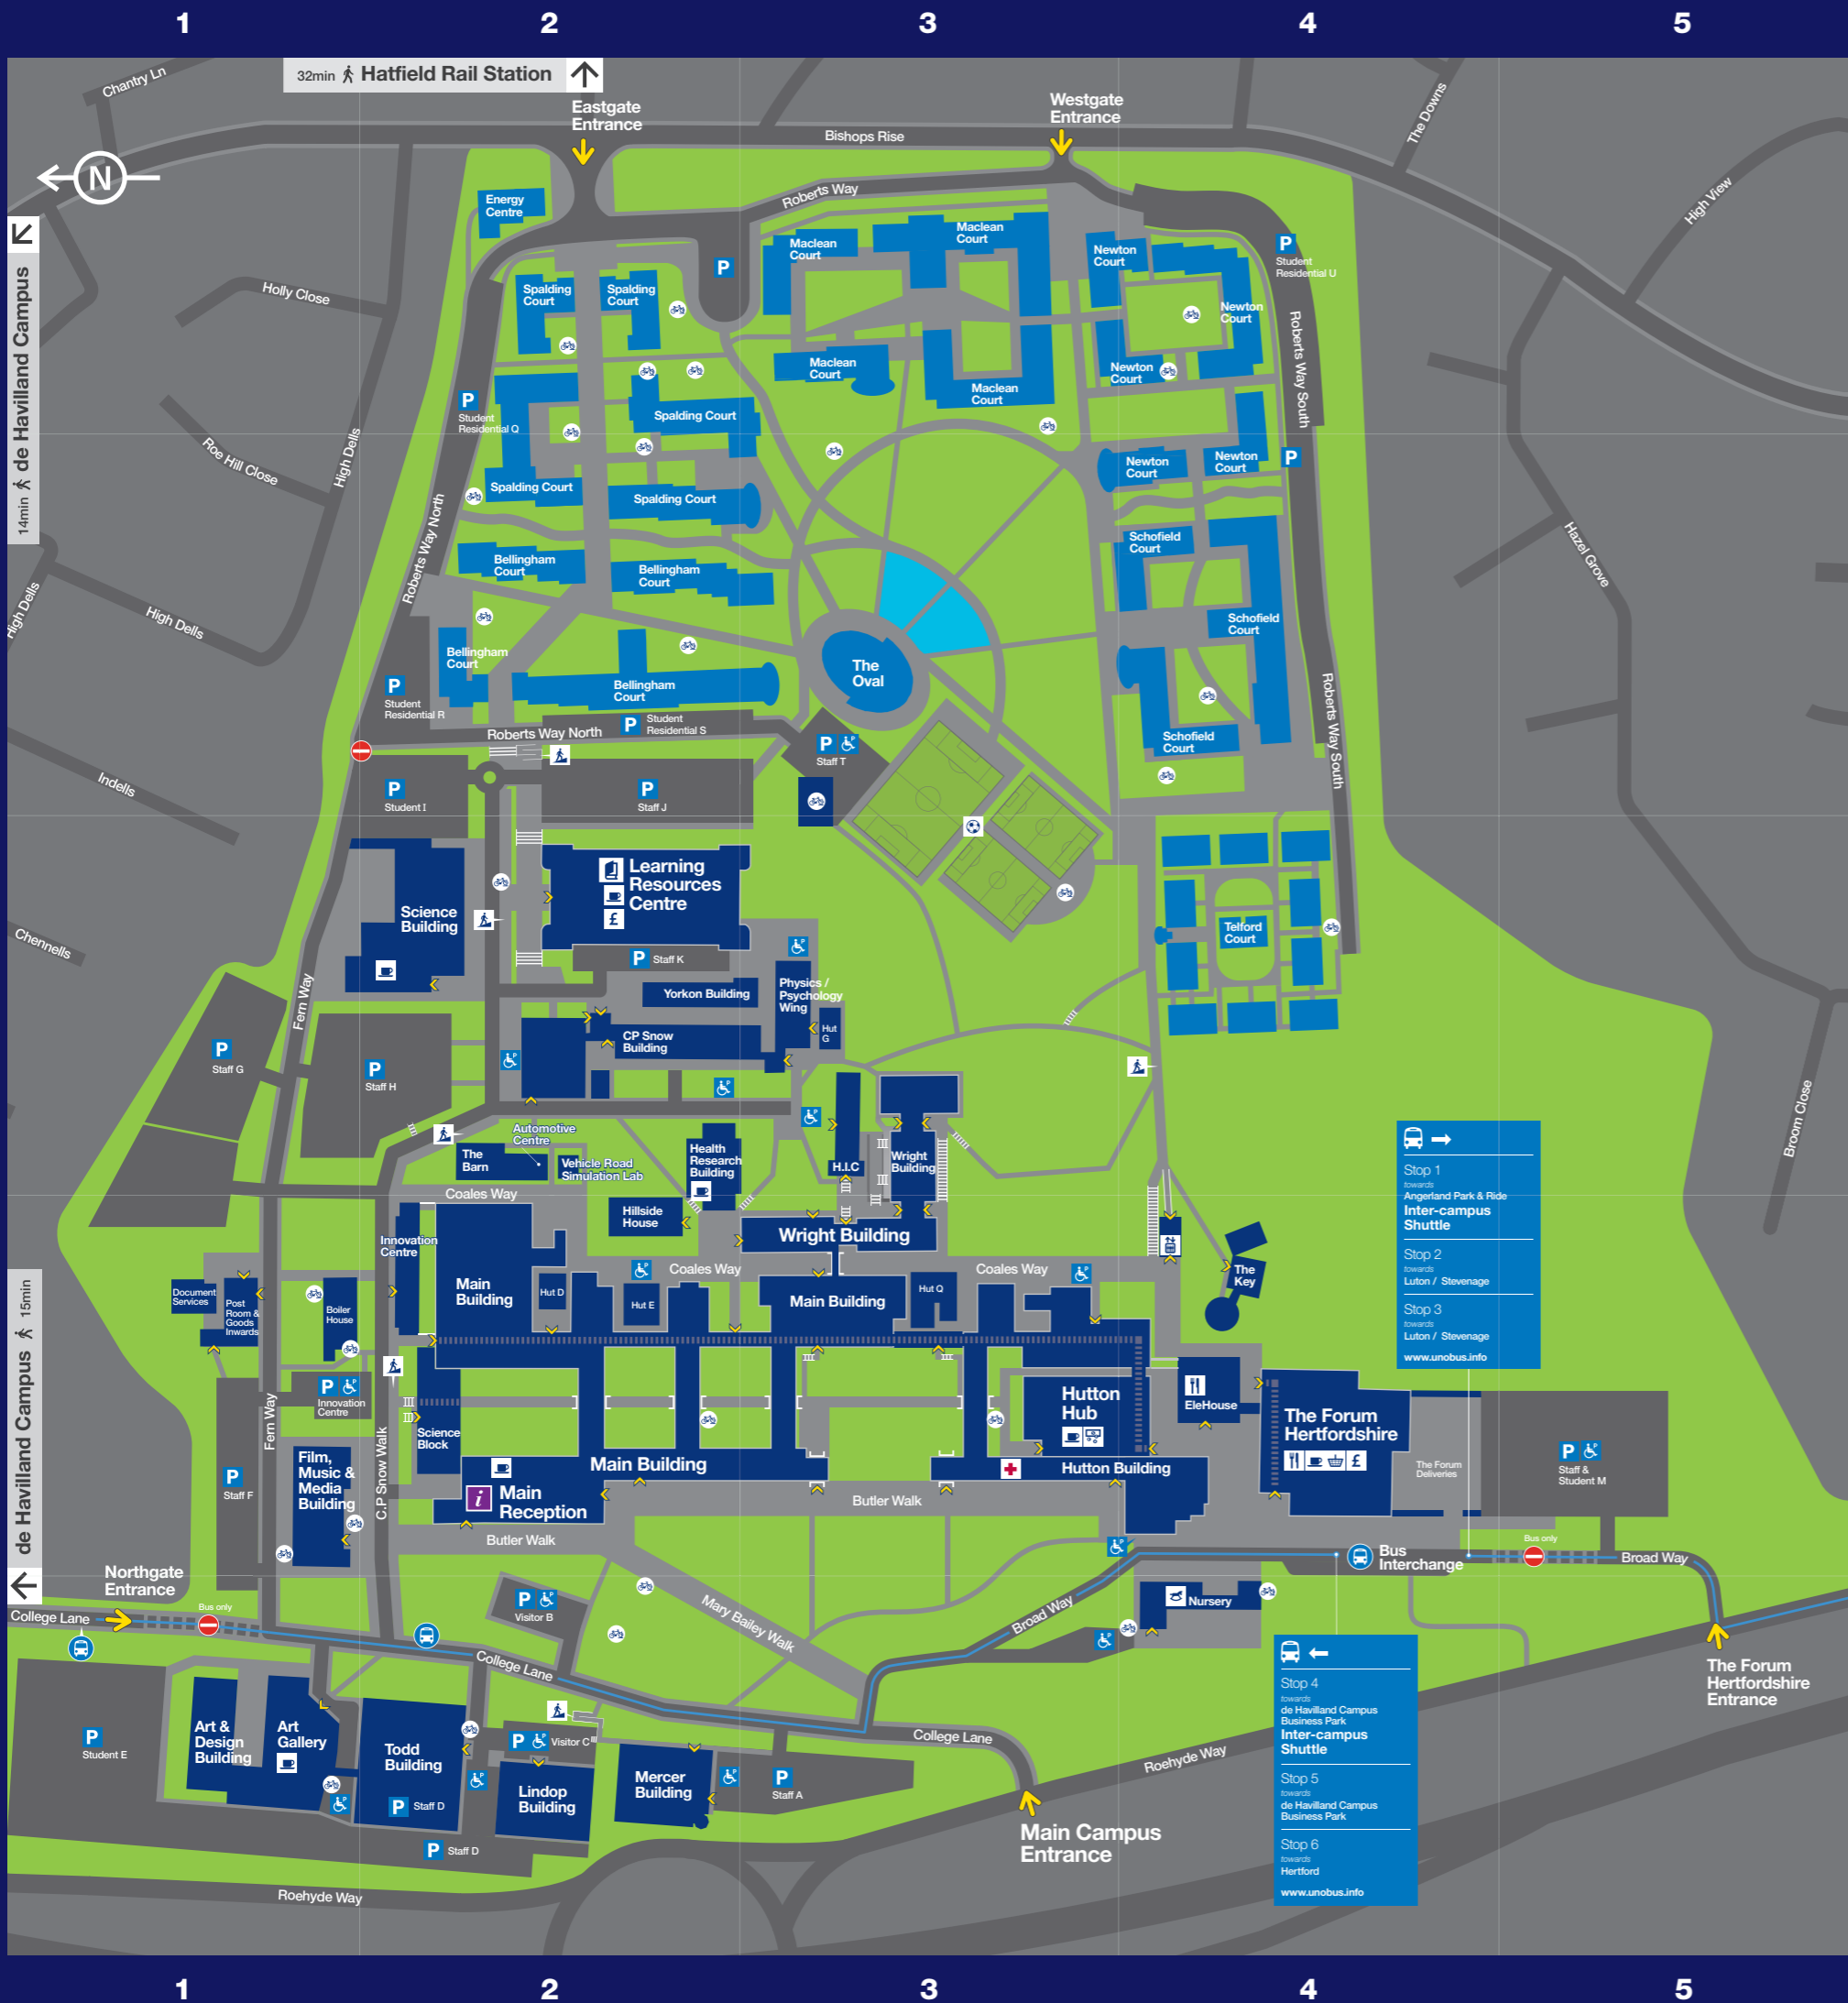 1
2
3
4
5
32min Hatfield Rail Station
Chantry Ln
Eastgate
Entrance
Westgate
Entrance
Bishops Rise
The Downs
N
High View
Roberts Way
Energy
Centre
Maclean
Court
Maclean
Court
Newton
Court
P
Student
Residential U
P
14min de Havilland Campus
Holly Close
Spalding
Court
Spalding
Court
Newton
Court
Roberts Way South
Maclean
Court
Newton
Court
Maclean
Court
P
Student
Residential Q
Spalding Court
High Dells
Roe Hill Close
Newton
Court
Newton
Court
P
Spalding Court
Spalding Court
Roberts Way North
Schofield
Court
Hazel Grove
Bellingham
Court
Bellingham
Court
High Dells
High Dells
Schofield
Court
Bellingham
Court
The
Oval
Bellingham
Court
P
Student
Residential R
P
Student
Residential S
Roberts Way North
Roberts Way South
Schofield
Court
P
Staff T
Indells
P
Student I
P
Staff J
Learning
Resources
Centre
£
Science
Building
Telford
Court
Chennells
P Staff K
Physics /
Psychology
Wing
Yorkon Building
Fern Way
Hut
G
CP Snow
Building
P
Staff G
P
Staff H
Broom Close
Automotive
Centre
The
Barn
Vehicle Road
Simulation Lab
Health
Research
Building
H.I.C
Wright
Building
Coales Way
Hillside
House
Wright Building
Innovation
Centre
Stop 1
towards
Angerland Park & Ride
Inter-campus
Shuttle
Stop 2
towards
Luton / Stevenage
Stop 3
towards
Luton / Stevenage
www.unobus.info
Coales Way
Coales Way
The
Key
Main
Building
Hut D
Hut E
Main Building
Hut Q
Document
Services
Post
Room &
Goods
Inwards
Boiler
House
de Havilland Campus 15min
P
Innovation
Centre
Hutton
Hub
EleHouse
The Forum
Hertfordshire
£
Fern Way
C.P Snow Walk
Science
Block
Film,
Music &
Media
Building
P
Staff F
Main Building
Hutton Building
The Forum
Deliveries
P
Staff &
Student M
i
Main
Reception
Butler Walk
Butler Walk
Bus only
Bus
Interchange
Broad Way
Northgate
Entrance
College Lane
Bus only
P
Visitor B
Mary Bailey Walk
Broad Way
Nursery
College Lane
The Forum
Hertfordshire
Entrance
Stop 4
towards
de Havilland Campus
Business Park
Inter-campus
Shuttle
Stop 5
towards
de Havilland Campus
Business Park
Stop 6
towards
Hertford
www.unobus.info
P
Student E
Art &
Design
Building
Art
Gallery
Todd
Building
P Visitor C
College Lane
Roehyde Way
Lindop
Building
Mercer
Building
P
Staff A
P Staff D
P Staff D
Main Campus
Entrance
Roehyde Way
1
2
3
4
5